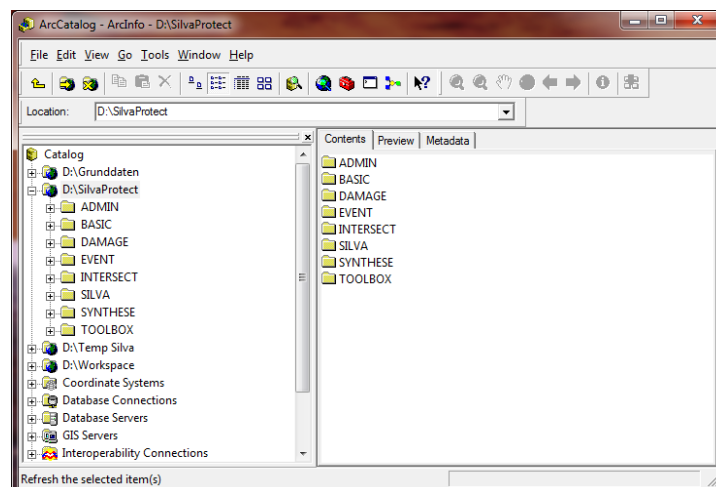 ArcCatalog - ArcInfo - D:\SilvaProtect
File Edit View Go Tools Window Help
Location: D:\SilvaProtect
Catalog
D:\Grunddaten
D:\SilvaProtect
ADMIN
BASIC
DAMAGE
EVENT
INTERSECT
SILVA
SYNTHESE
TOOLBOX
D:\Temp Silva
D:\Workspace
Coordinate Systems
Database Connections
Database Servers
GIS Servers
Interoperability Connections
Contents Preview Metadata
ADMIN
BASIC
DAMAGE
EVENT
INTERSECT
SILVA
SYNTHESE
TOOLBOX
Refresh the selected item(s)